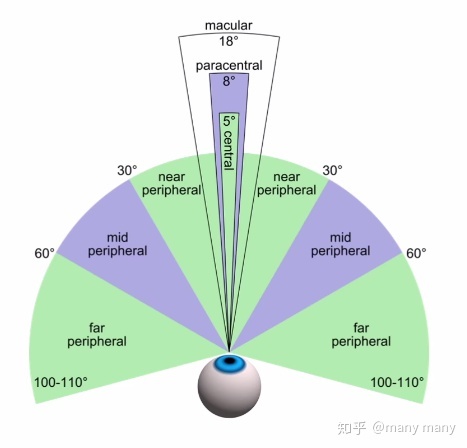 macular
18°
paracentral
8°
5°
central
30°
near
peripheral
near
peripheral
30°
60°
mid
peripheral
mid
peripheral
60°
far
peripheral
far
peripheral
100-110°
100-110°
知乎 @many many